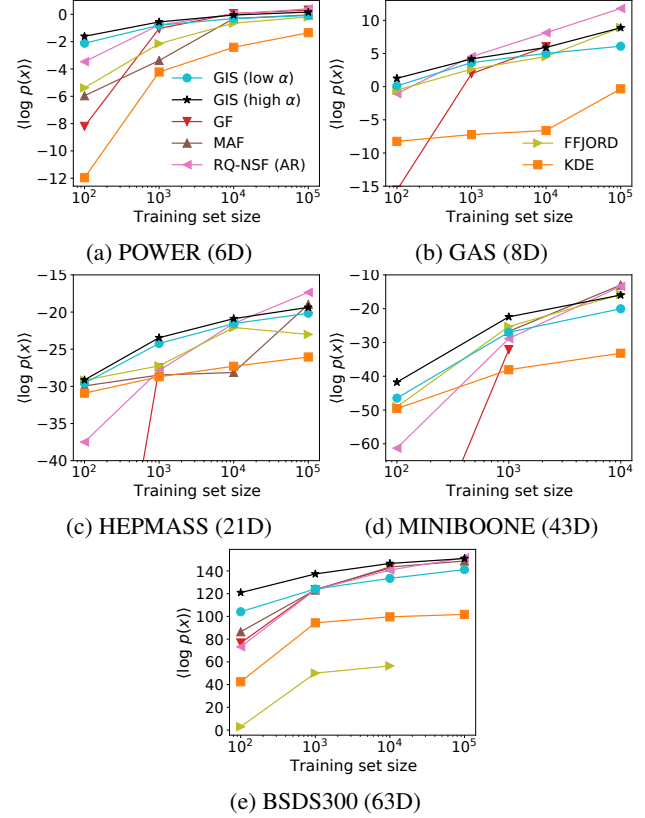 0
−2
−4
−6
−8
−10
−12
⟨log p(x)⟩
GIS (low α)
GIS (high α)
GF
MAF
RQ-NSF (AR)
10² 10³ 10⁴ 10⁵
Training set size
(a) POWER (6D)
20
15
10
5
0
−5
−10
−15
⟨log p(x)⟩
FFJORD
KDE
10² 10³ 10⁴ 10⁵
Training set size
(b) GAS (8D)
−15
−20
−25
−30
−35
−40
⟨log p(x)⟩
10² 10³ 10⁴ 10⁵
Training set size
(c) HEPMASS (21D)
−10
−20
−30
−40
−50
−60
⟨log p(x)⟩
10² 10³ 10⁴
Training set size
(d) MINIBOONE (43D)
140
120
100
80
60
40
20
0
⟨log p(x)⟩
10² 10³ 10⁴ 10⁵
Training set size
(e) BSDS300 (63D)